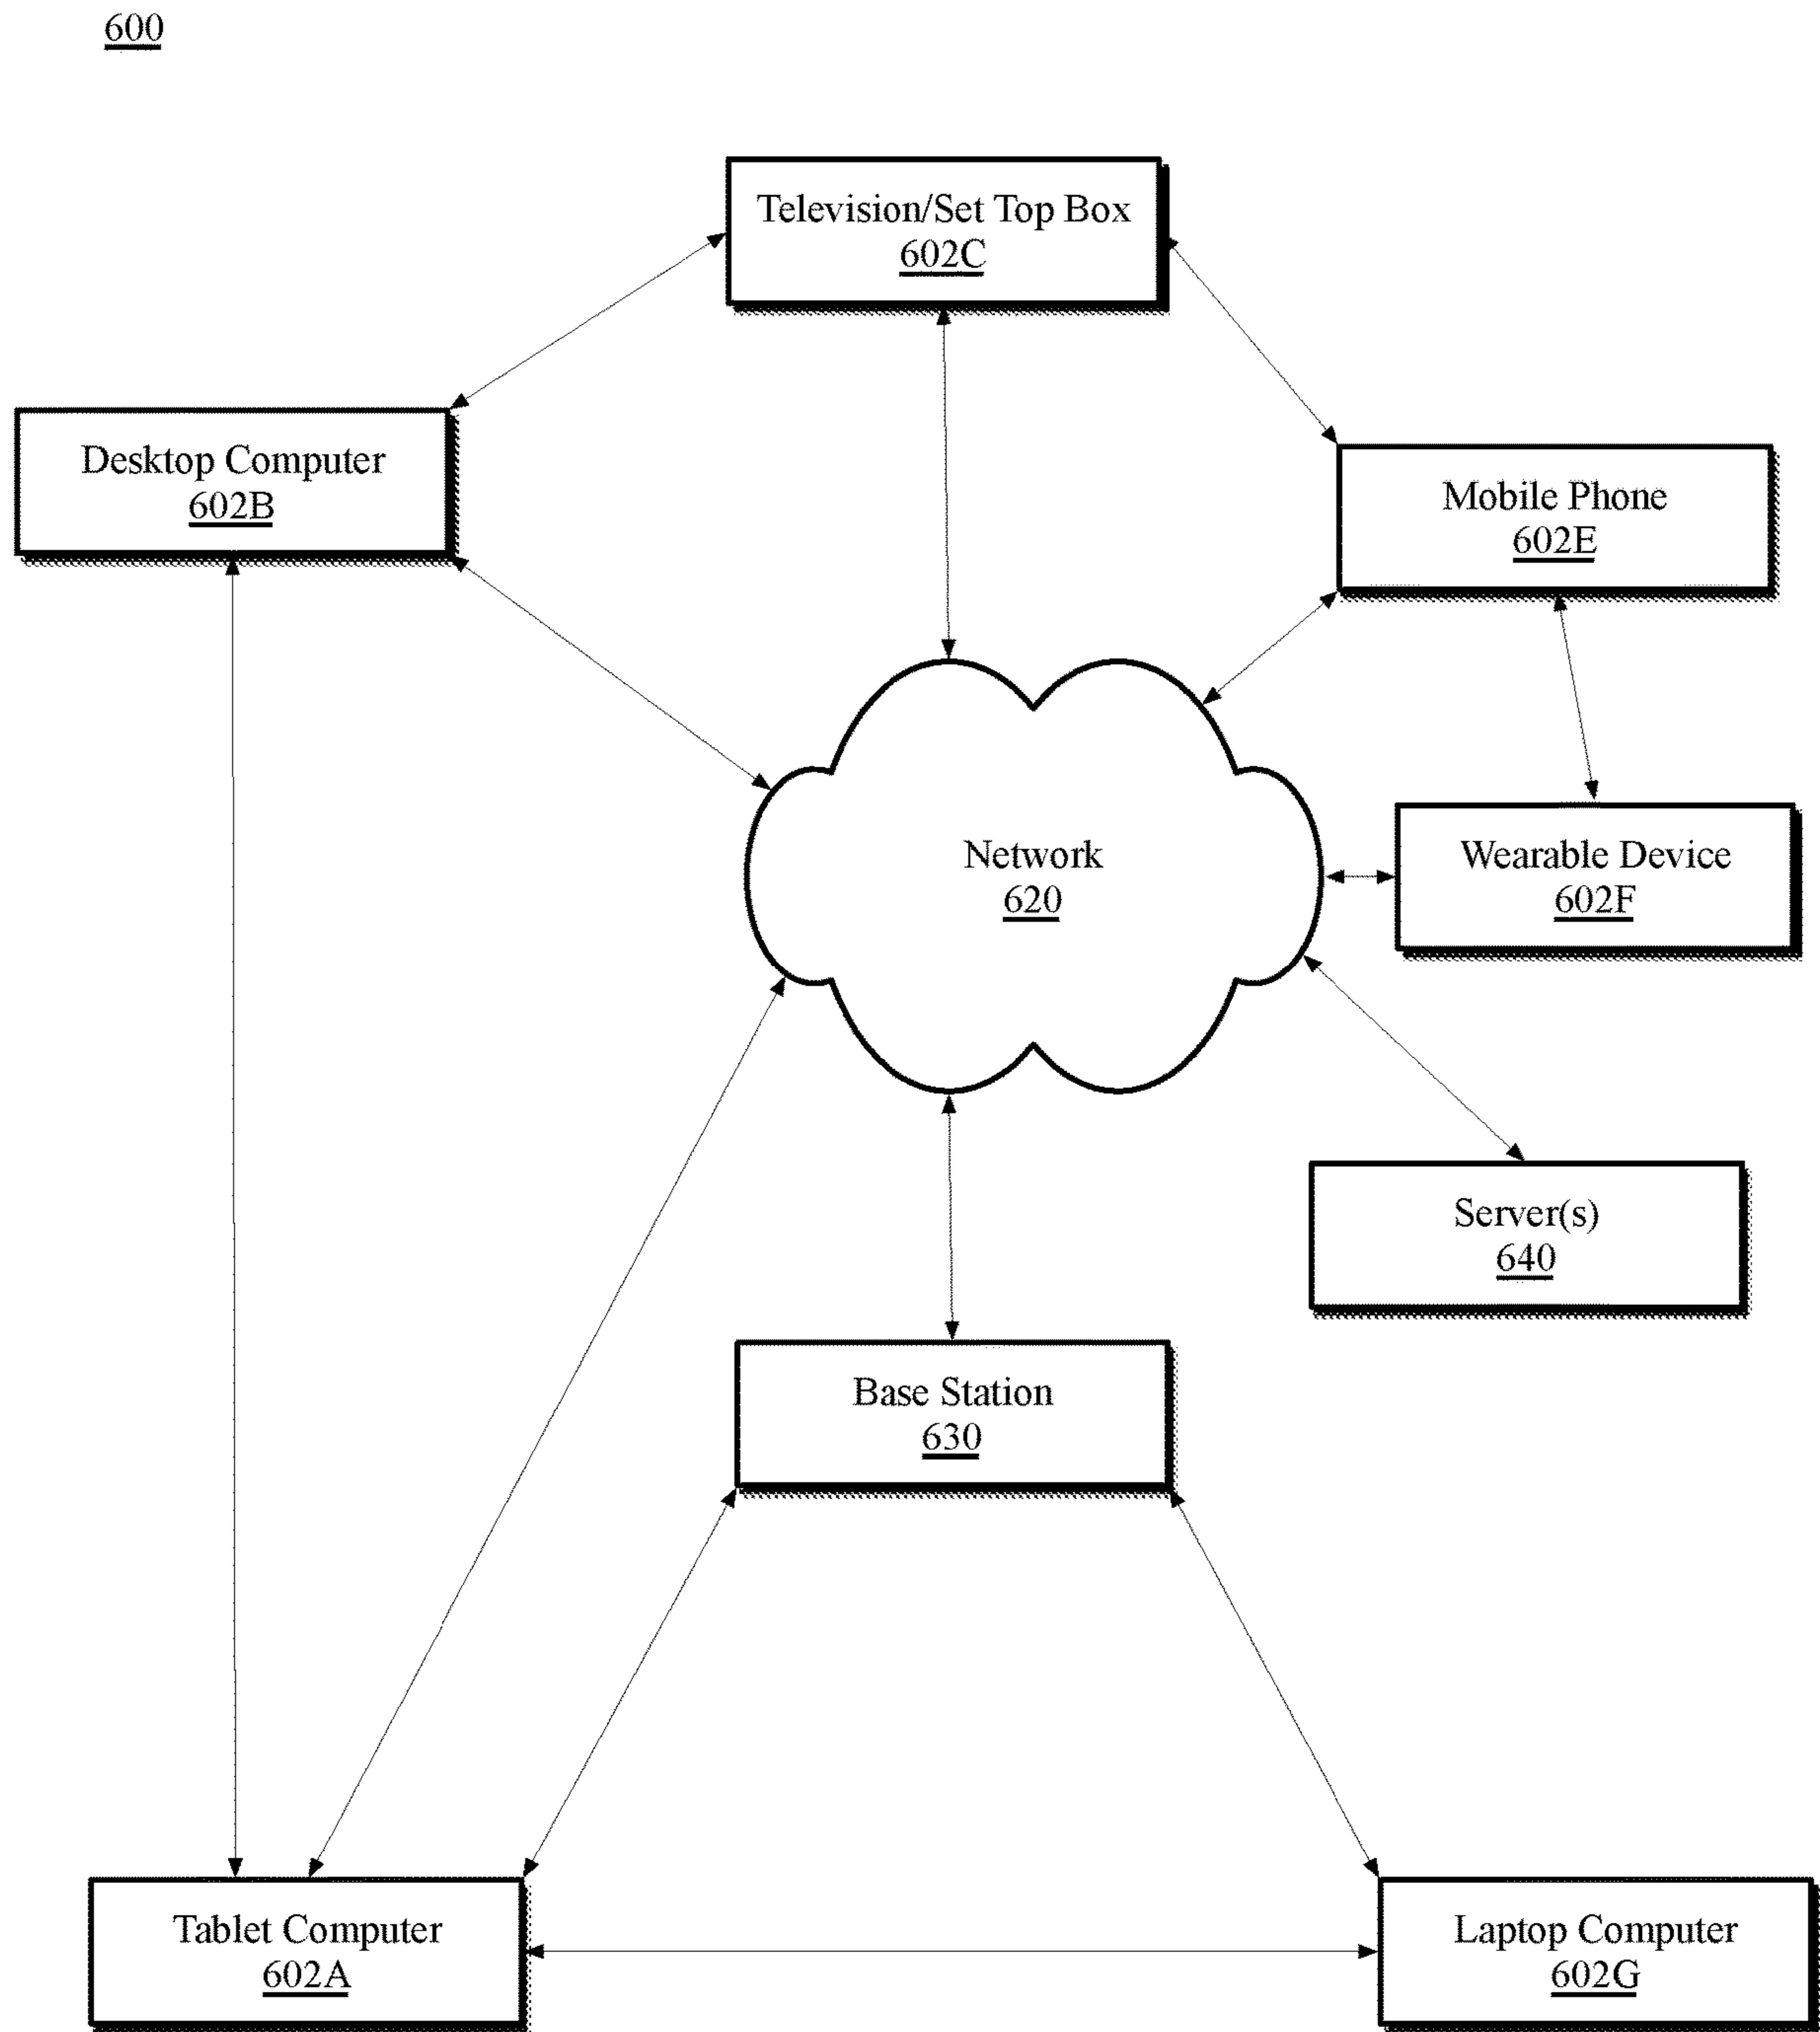 600
Television/Set Top Box
602C
Desktop Computer
602B
Mobile Phone
602E
Network
620
Wearable Device
602F
Server(s)
640
Base Station
630
Tablet Computer
602A
Laptop Computer
602G